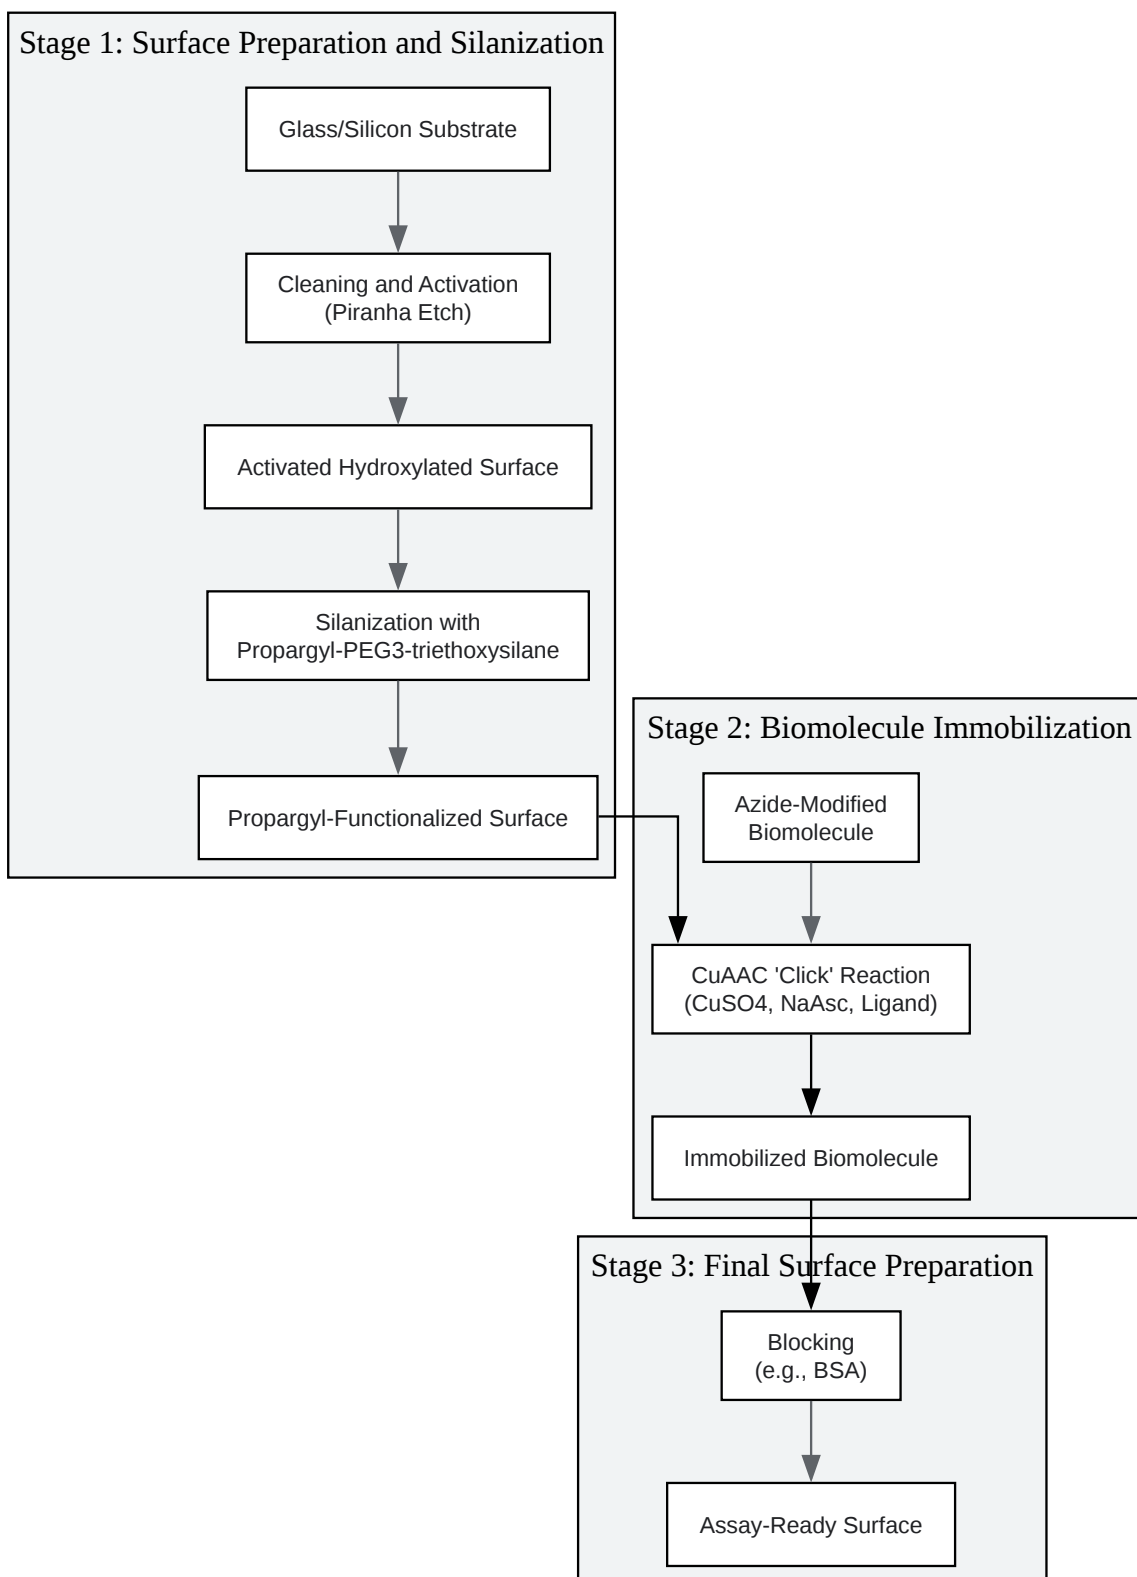 Stage 1: Surface Preparation and Silanization
Glass/Silicon Substrate
Cleaning and Activation
(Piranha Etch)
Activated Hydroxylated Surface
Silanization with
Propargyl-PEG3-triethoxysilane
Propargyl-Functionalized Surface
Stage 2: Biomolecule Immobilization
Azide-Modified
Biomolecule
CuAAC 'Click' Reaction
(CuSO4, NaAsc, Ligand)
Immobilized Biomolecule
Stage 3: Final Surface Preparation
Blocking
(e.g., BSA)
Assay-Ready Surface